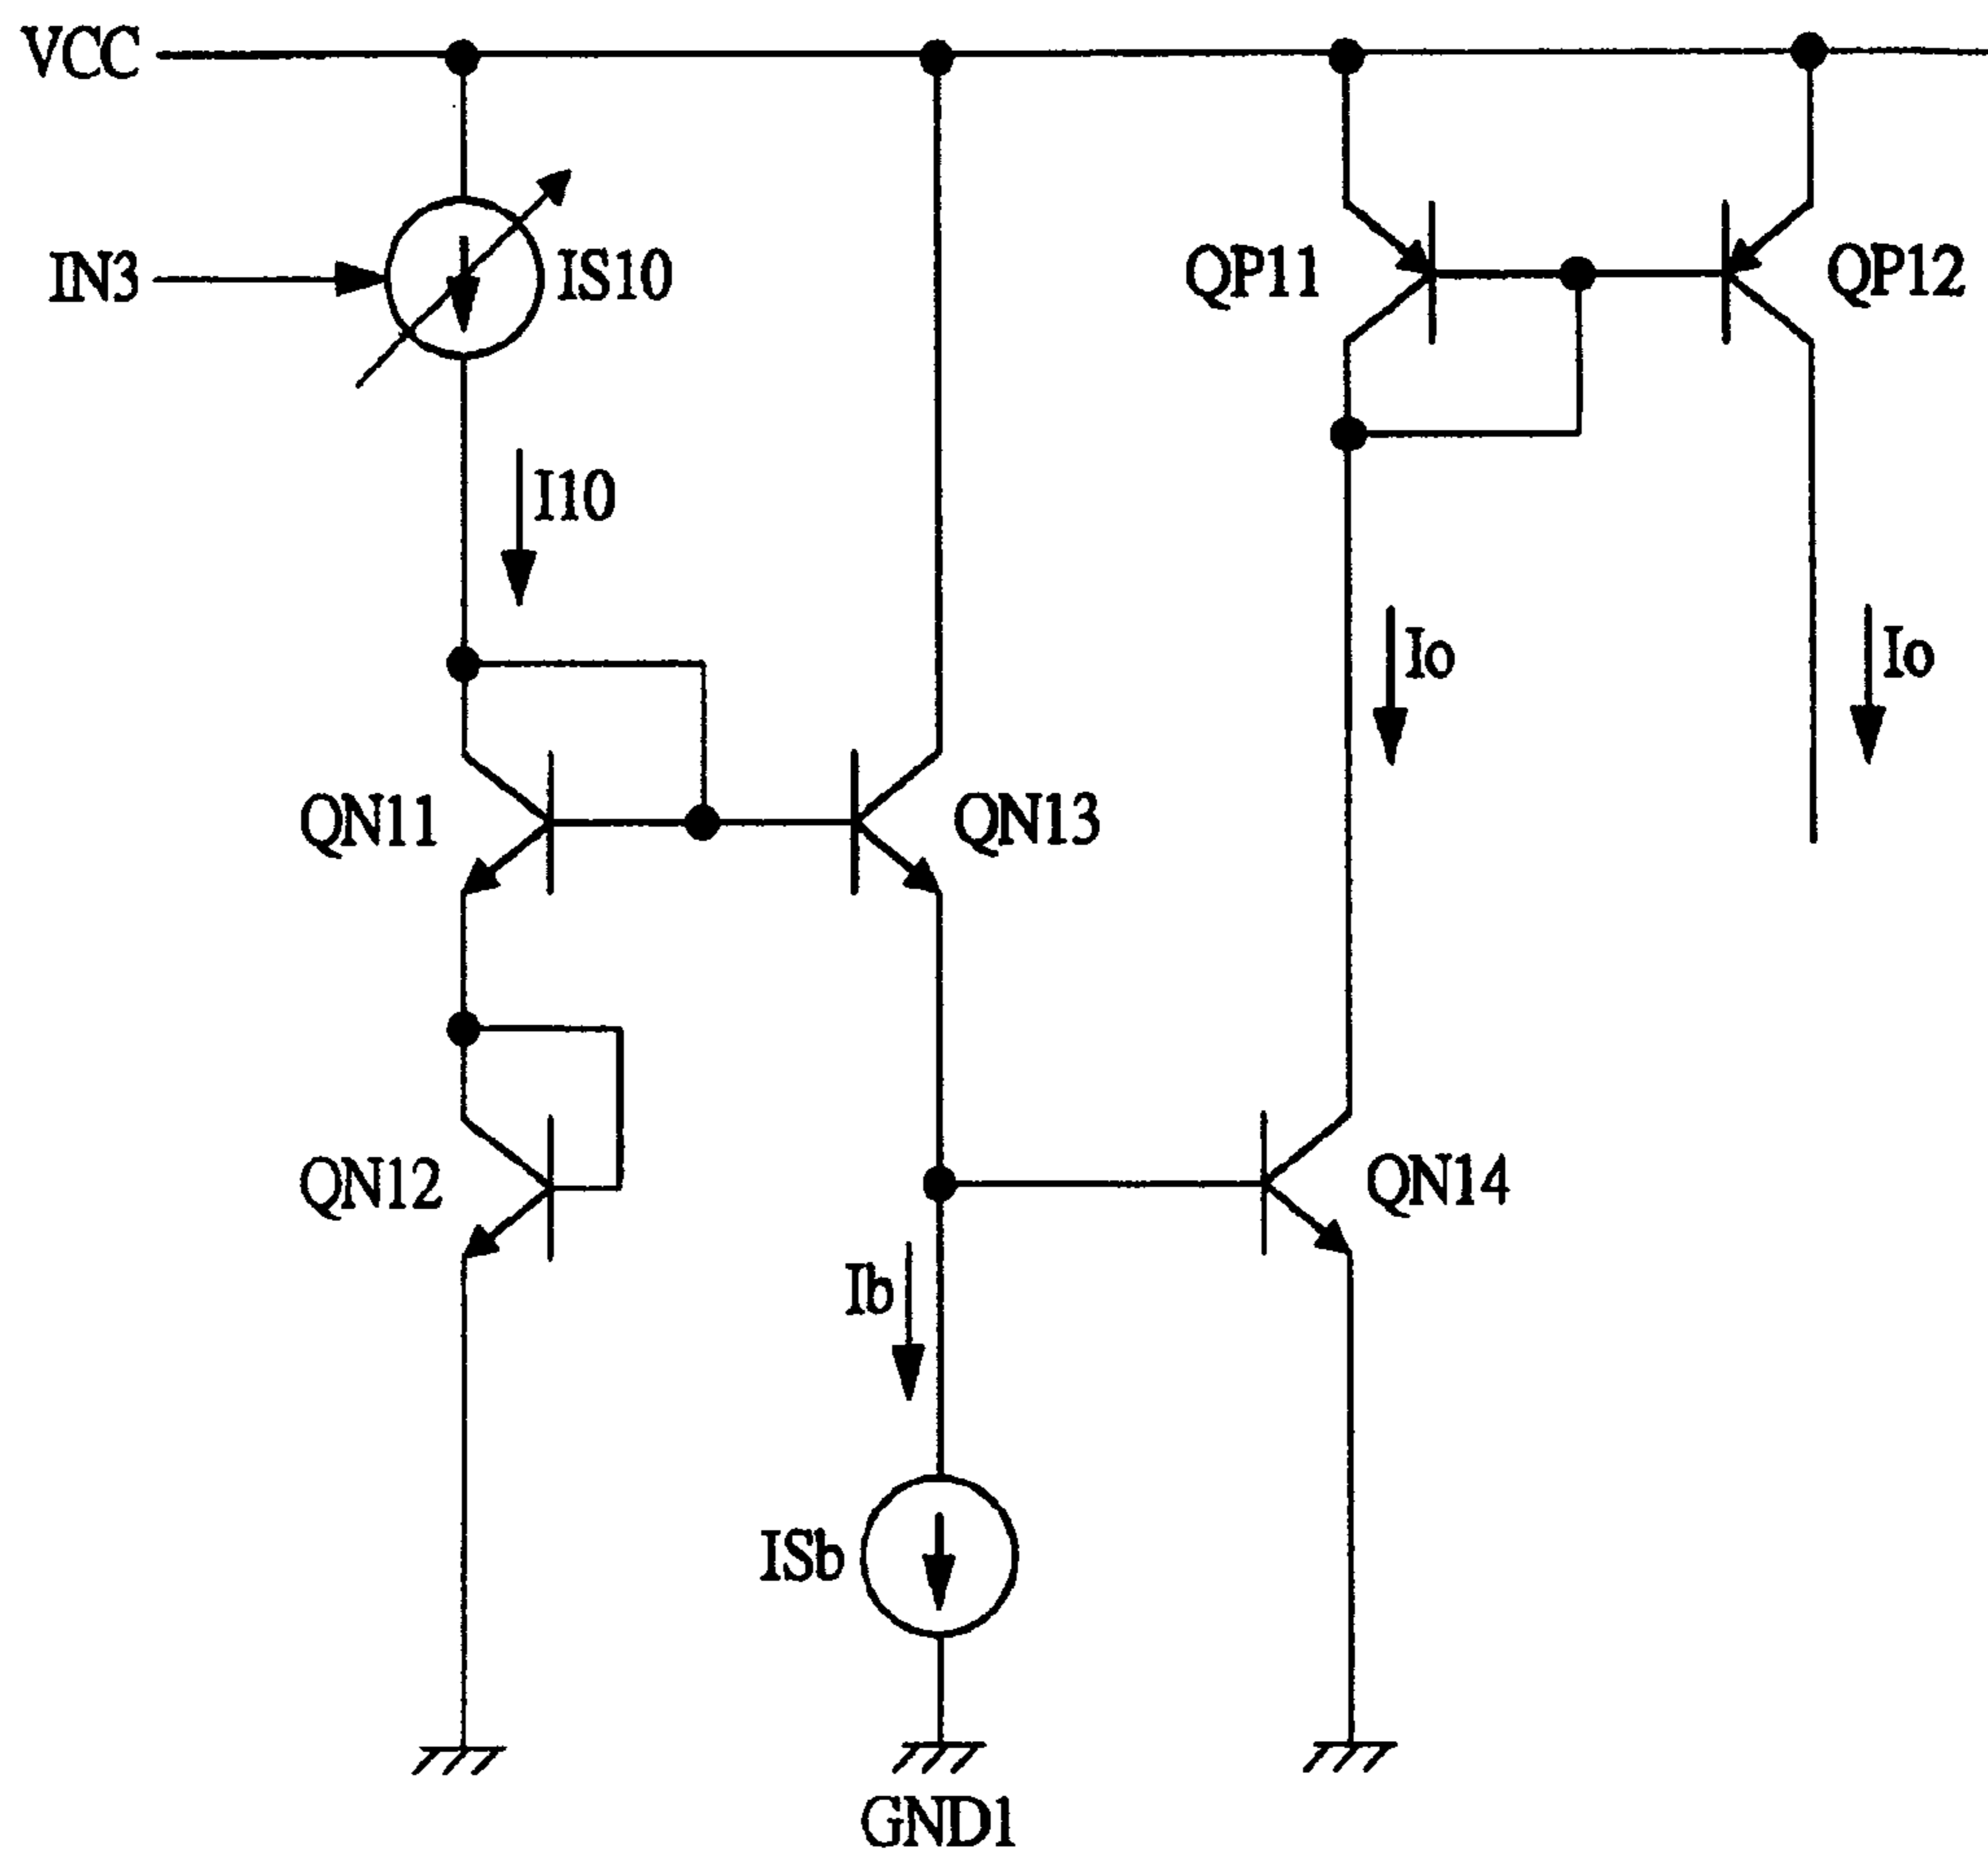 VCC
IN3
IS10
QP11
QP12
I10
Io
Io
QN11
QN13
QN12
QN14
Ib
ISb
GND1